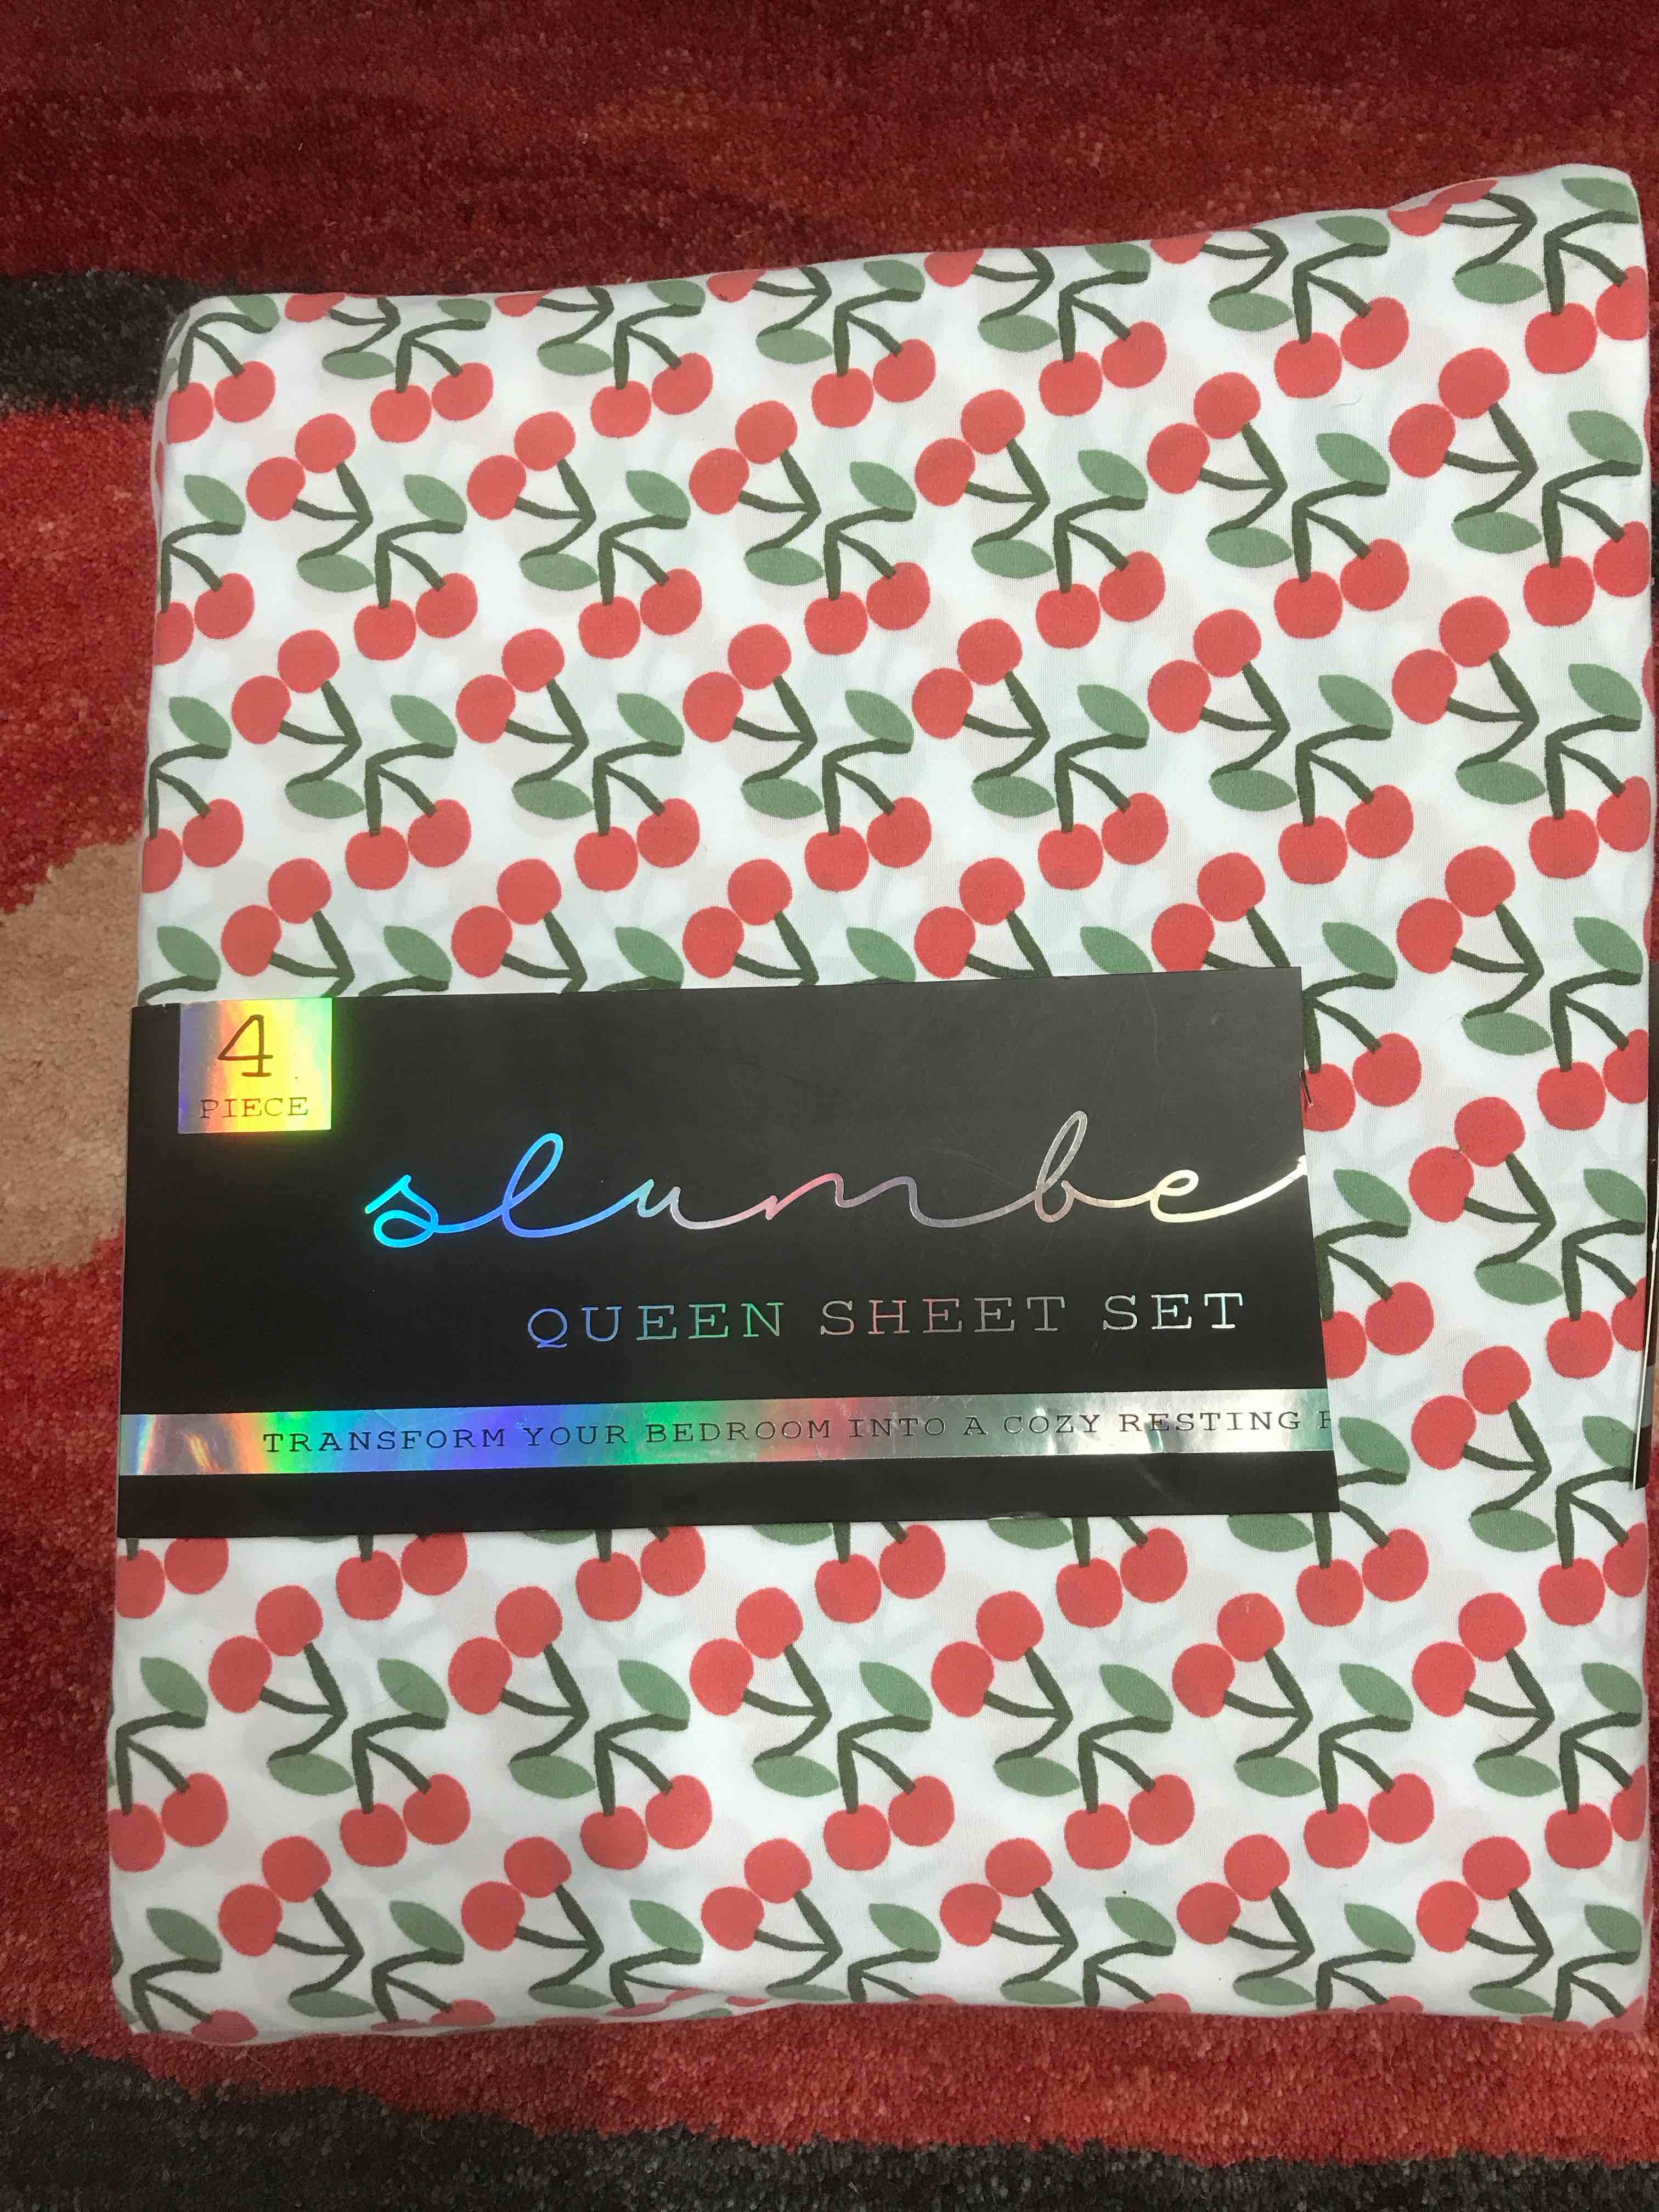 4
PIECE
slumbe
QUEEN SHEET SET
TRANSFORM YOUR BEDROOM INTO A COZY RESTING